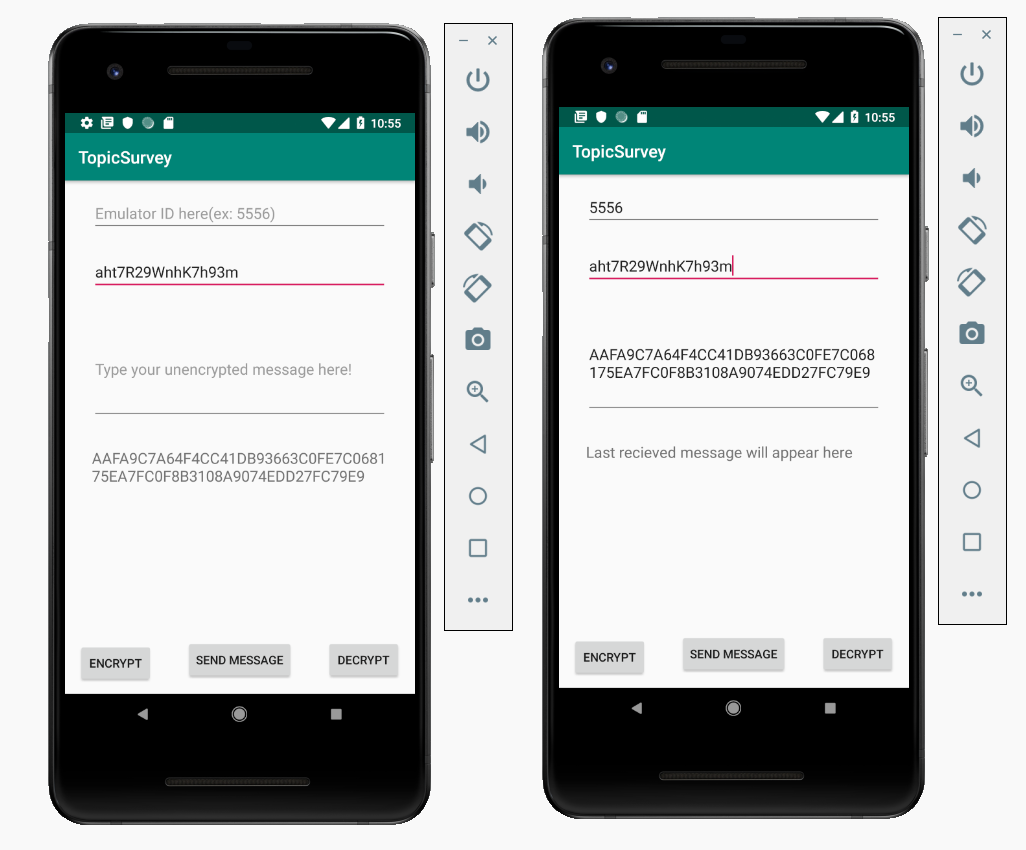 10:55
TopicSurvey
Emulator ID here(ex: 5556)
aht7R29WnhK7h93m
Type your unencrypted message here!
AAFA9C7A64F4CC41DB93663C0FE7C0681
75EA7FC0F8B3108A9074EDD27FC79E9
ENCRYPT
SEND MESSAGE
DECRYPT
10:55
TopicSurvey
5556
aht7R29WnhK7h93m
AAFA9C7A64F4CC41DB93663C0FE7C068
175EA7FC0F8B3108A9074EDD27FC79E9
Last recieved message will appear here
ENCRYPT
SEND MESSAGE
DECRYPT